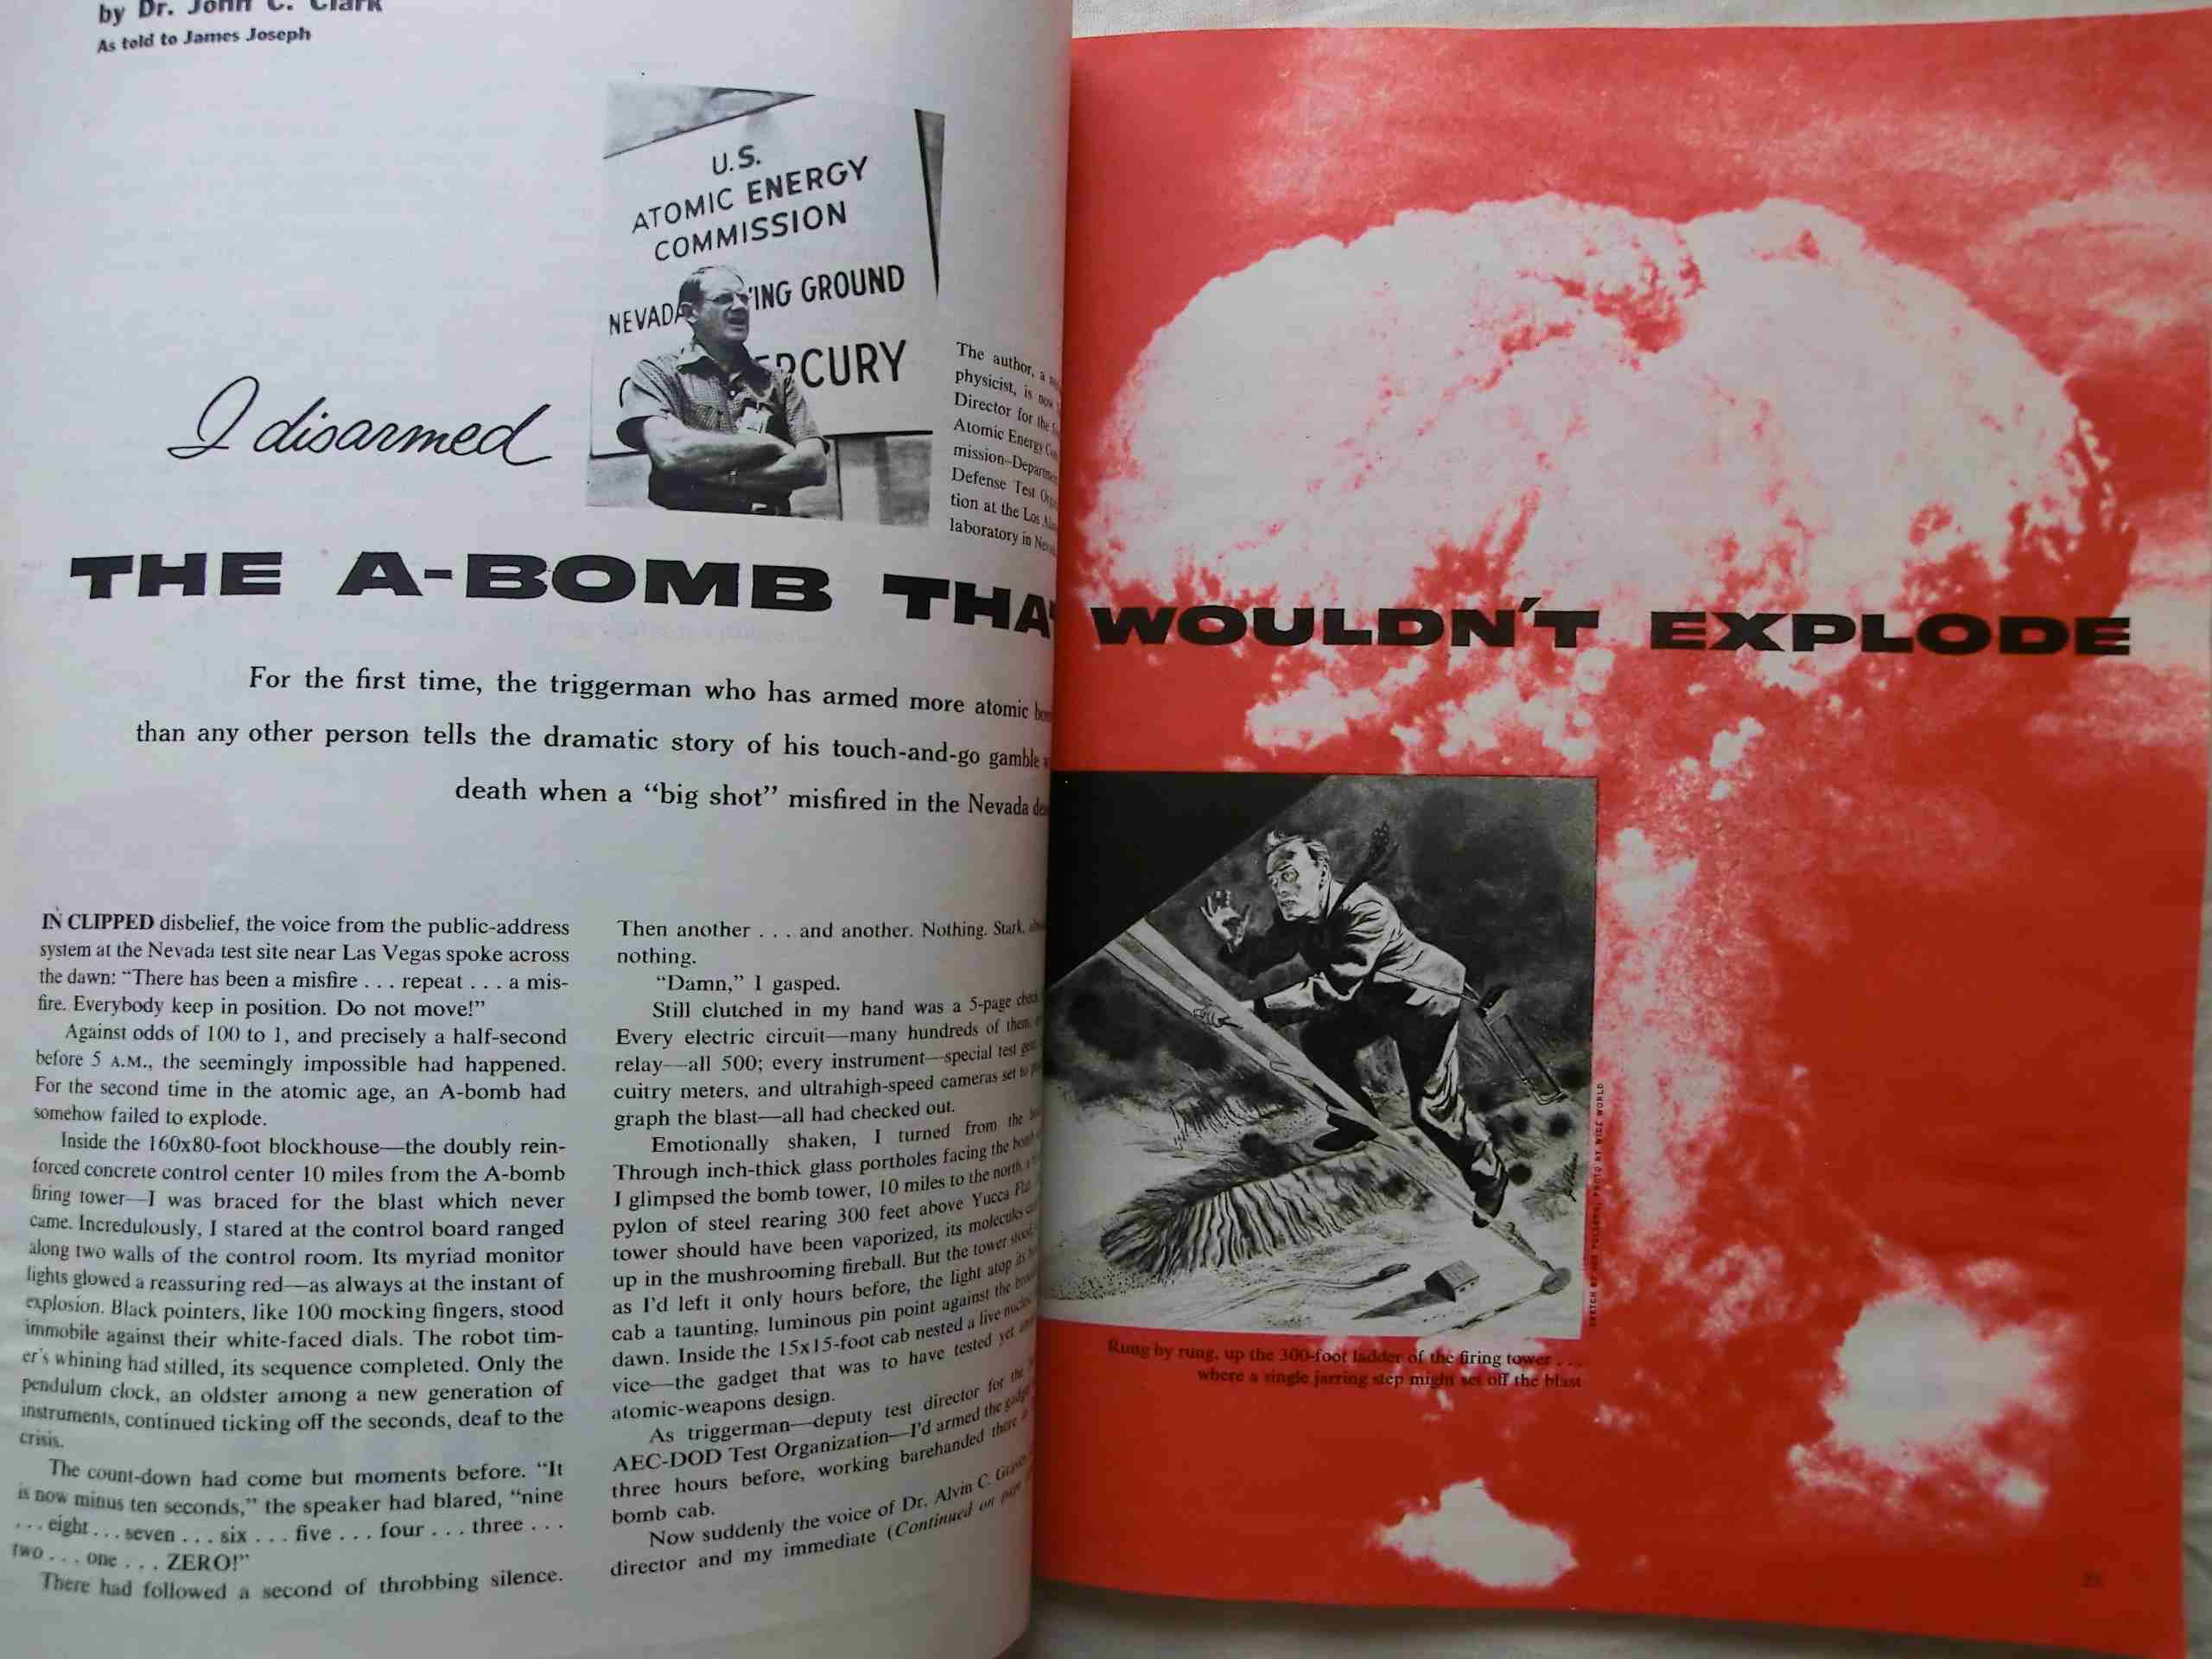 by Dr. John C. Clark
As told to James Joseph
U.S.
ATOMIC ENERGY
COMMISSION
NEVADA ING GROUND
RCURY
The author, a
physicist, is now
Director for the
Atomic Energy
mission–
Defense Test
tion at the Los
laboratory in
I disarmed
THE A-BOMB THAT WOULDN'T EXPLODE
For the first time, the triggerman who has armed more atomic
than any other person tells the dramatic story of his touch-and-go gamble
death when a “big shot” misfired in the Nevada
IN CLIPPED disbelief, the voice from the public-address
system at the Nevada test site near Las Vegas spoke across
the dawn: “There has been a misfire . . . repeat . . . a mis-
fire. Everybody keep in position. Do not move!”
Against odds of 100 to 1, and precisely a half-second
before 5 A.M., the seemingly impossible had happened.
For the second time in the atomic age, an A-bomb had
somehow failed to explode.
Inside the 160x80-foot blockhouse—the doubly rein-
forced concrete control center 10 miles from the A-bomb
firing tower—I was braced for the blast which never
came. Incredulously, I stared at the control board ranged
along two walls of the control room. Its myriad monitor
lights glowed a reassuring red—as always at the instant of
explosion. Black pointers, like 100 mocking fingers, stood
immobile against their white-faced dials. The robot tim-
er's whining had stilled, its sequence completed. Only the
pendulum clock, an oldster among a new generation of
instruments, continued ticking off the seconds, deaf to the
crisis.
The count-down had come but moments before. “It
is now minus ten seconds,” the speaker had blared, “nine
. . . eight . . . seven . . . six . . . five . . . four . . . three . . .
two . . . one . . . ZERO!”
There had followed a second of throbbing silence.
Then another . . . and another. Nothing. Stark,
nothing.
“Damn,” I gasped.
Still clutched in my hand was a 5-page
Every electric circuit—many hundreds of them
relay—all 500; every instrument—special test
cuitry meters, and ultrahigh-speed cameras set to
graph the blast—all had checked out.
Emotionally shaken, I turned from the
Through inch-thick glass portholes facing the bomb
I glimpsed the bomb tower, 10 miles to the north,
pylon of steel rearing 300 feet above Yucca
tower should have been vaporized, its molecules
up in the mushrooming fireball. But the tower stood
as I'd left it only hours before, the light atop its
cab a taunting, luminous pin point against the
dawn. Inside the 15x15-foot cab nested a live
vice—the gadget that was to have tested yet
atomic-weapons design.
As triggerman—deputy test director for the
AEC-DOD Test Organization—I'd armed the gadget
three hours before, working barehanded there
bomb cab.
Now suddenly the voice of Dr. Alvin C.
director and my immediate (Continued on page
PHOTO BY WIDE WORLD
Rung by rung, up the 300-foot ladder of the firing tower . . .
where a single jarring step might set off the blast